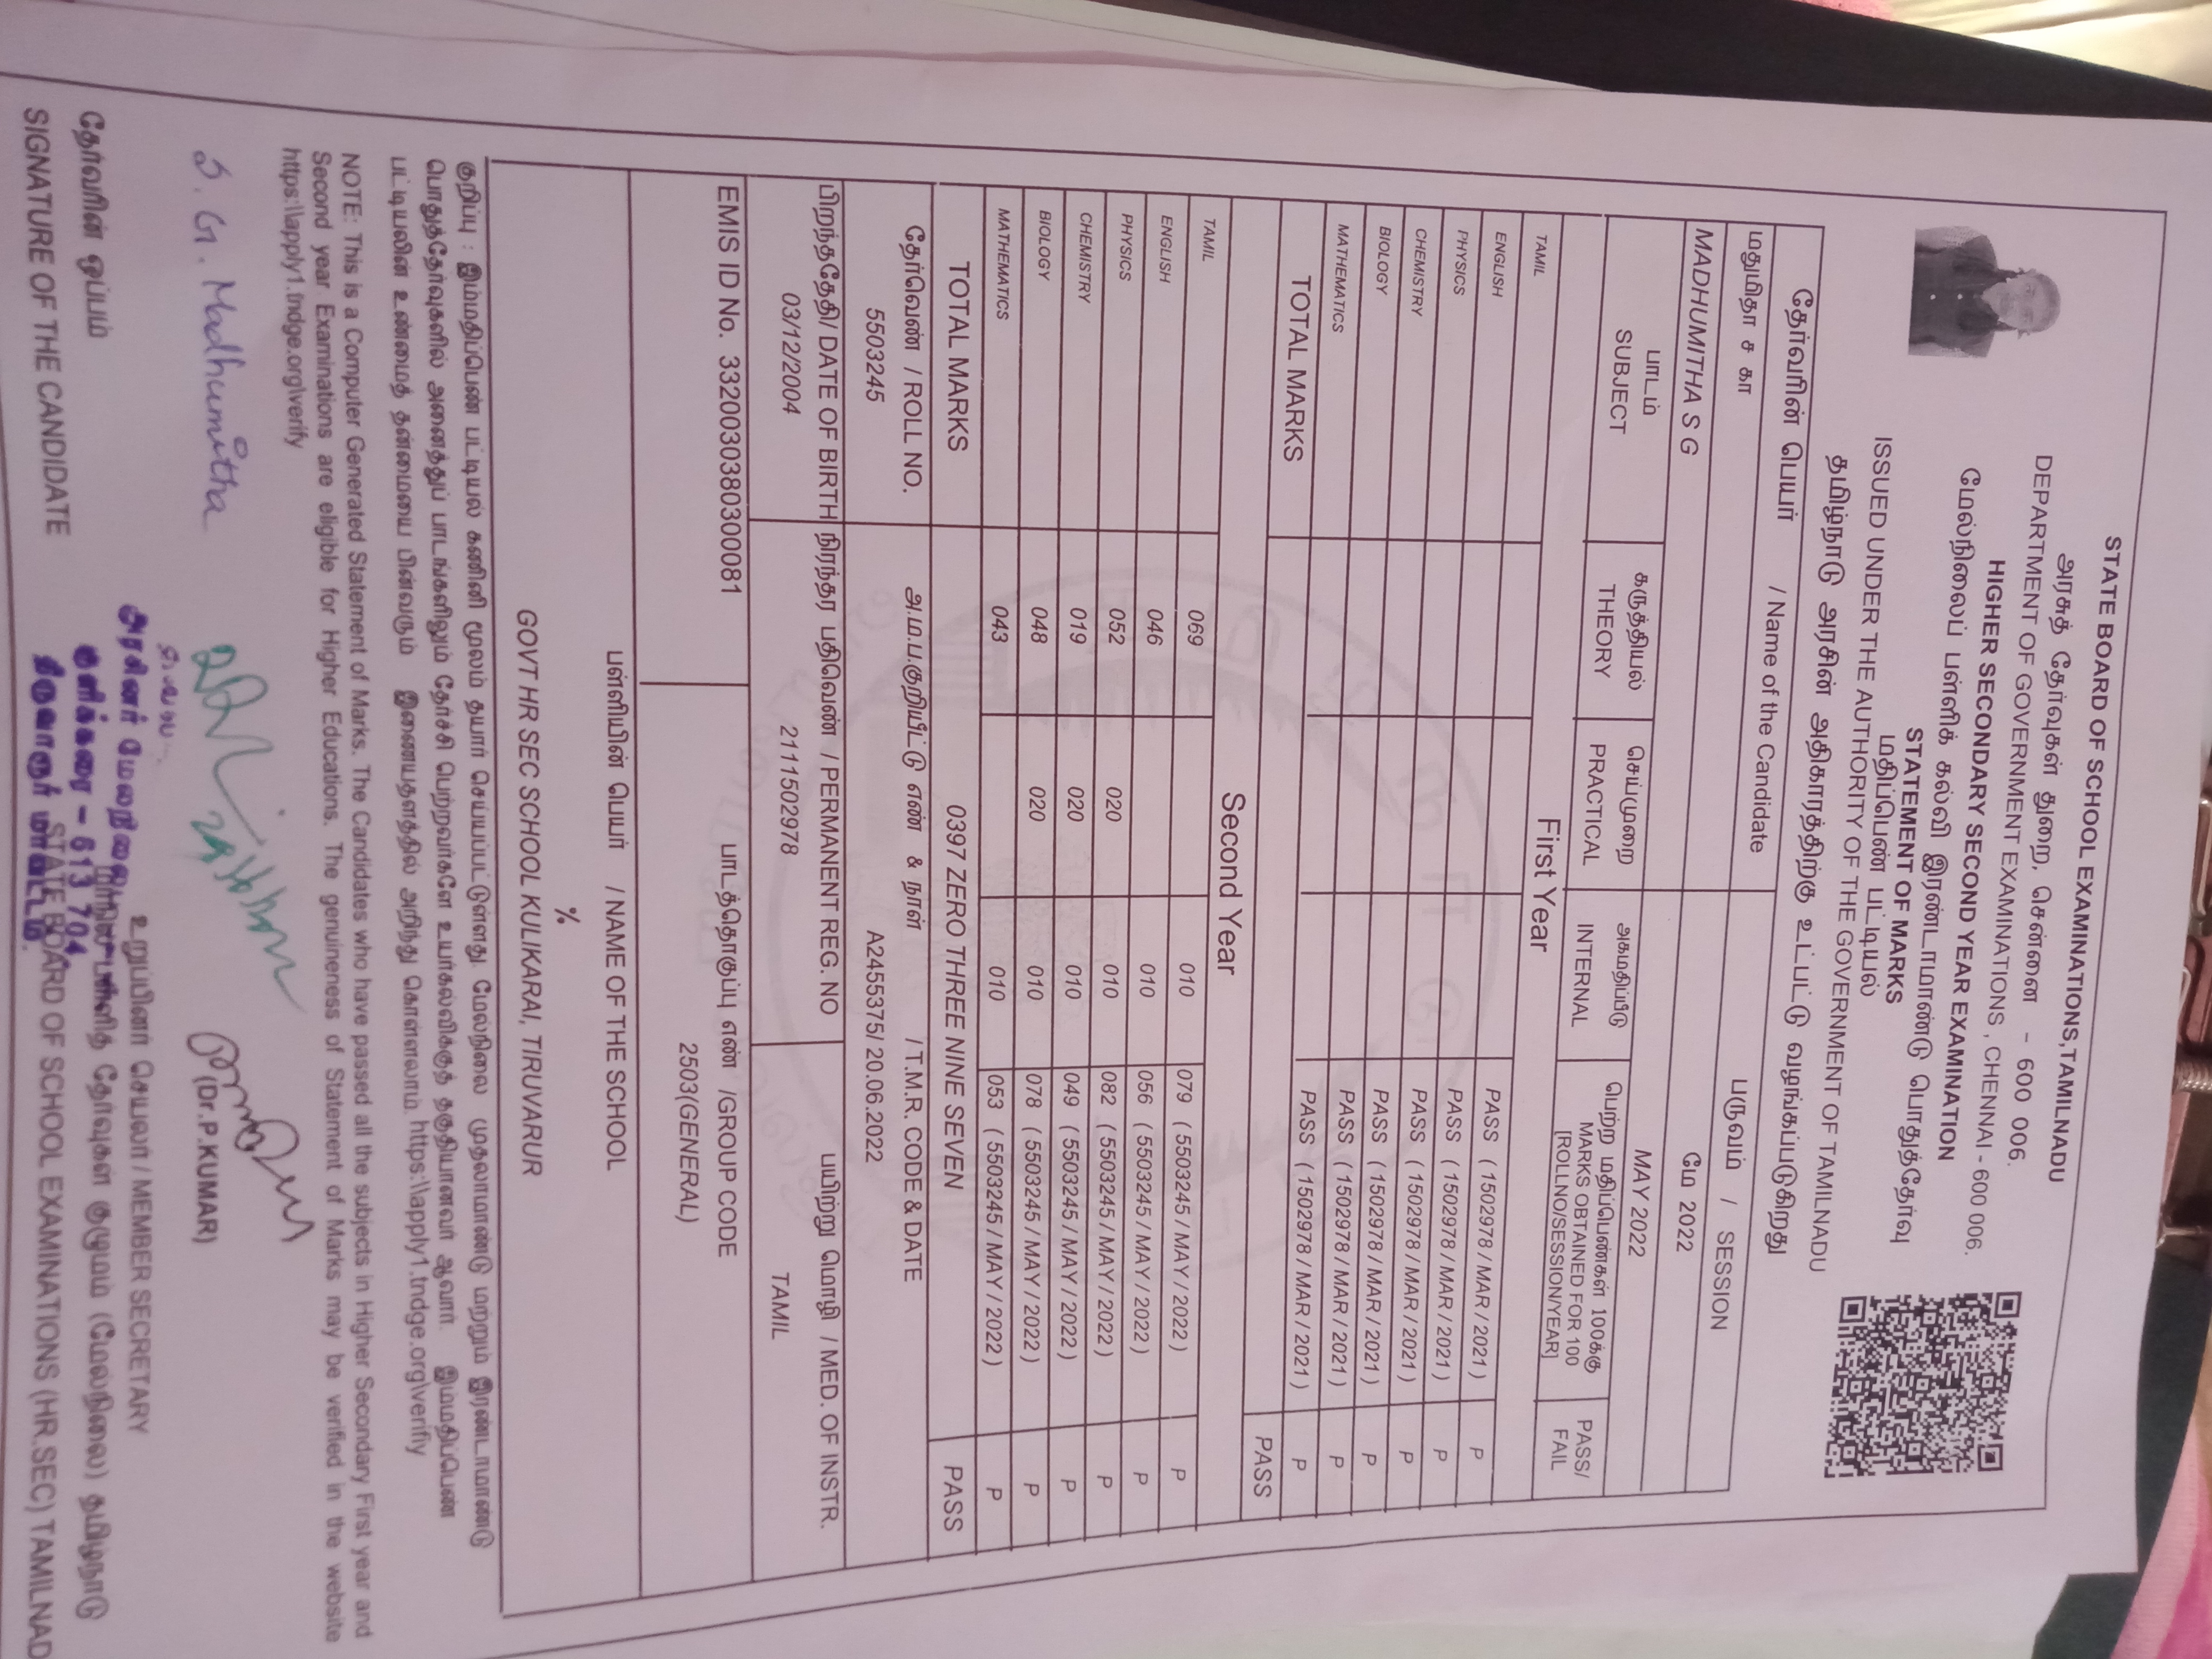 STATE BOARD OF SCHOOL EXAMINATIONS,TAMILNADU
அரசுத் தேர்வுகள் துறை, சென்னை - 600 006.
DEPARTMENT OF GOVERNMENT EXAMINATIONS , CHENNAI - 600 006.
HIGHER SECONDARY SECOND YEAR EXAMINATION
மேல்நிலைப் பள்ளிக் கல்வி இரண்டாமாண்டு பொதுத்தேர்வு
STATEMENT OF MARKS
மதிப்பெண் பட்டியல்
ISSUED UNDER THE AUTHORITY OF THE GOVERNMENT OF TAMILNADU
தமிழ்நாடு அரசின் அதிகாரத்திற்கு உட்பட்டு வழங்கப்படுகிறது
தேர்வரின் பெயர் / Name of the Candidate பருவம் / SESSION
மதுமிதா ச கா மே 2022
MADHUMITHA S G MAY 2022
பாடம் கருத்தியல் செய்முறை அகமதிப்பீடு பெற்ற மதிப்பெண்கள் 100க்கு
SUBJECT THEORY PRACTICAL INTERNAL MARKS OBTAINED FOR 100 PASS/
[ROLLNO/SESSION/YEAR] FAIL
First Year
TAMIL PASS ( 1502978 / MAR / 2021 ) P
ENGLISH PASS ( 1502978 / MAR / 2021 ) P
PHYSICS PASS ( 1502978 / MAR / 2021 ) P
CHEMISTRY PASS ( 1502978 / MAR / 2021 ) P
BIOLOGY PASS ( 1502978 / MAR / 2021 ) P
MATHEMATICS PASS ( 1502978 / MAR / 2021 ) P
TOTAL MARKS PASS
Second Year
TAMIL 069 010 079 ( 5503245 / MAY / 2022 ) P
ENGLISH 046 010 056 ( 5503245 / MAY / 2022 ) P
PHYSICS 052 020 010 082 ( 5503245 / MAY / 2022 ) P
CHEMISTRY 019 020 010 049 ( 5503245 / MAY / 2022 ) P
BIOLOGY 048 020 010 078 ( 5503245 / MAY / 2022 ) P
MATHEMATICS 043 010 053 ( 5503245 / MAY / 2022 ) P
TOTAL MARKS 0397 ZERO THREE NINE SEVEN PASS
தேர்வெண் / ROLL NO. அ.ம.ப.குறியீட்டு எண் & நாள் / T.M.R. CODE & DATE
5503245 A2455375/ 20.06.2022
பிறந்ததேதி/ DATE OF BIRTH நிரந்தர பதிவெண் / PERMANENT REG. NO பயிற்று மொழி / MED. OF INSTR.
03/12/2004 2111502978 TAMIL
EMIS ID No. 3320030380300081 பாடத்தொகுப்பு எண் /GROUP CODE
2503(GENERAL)
பள்ளியின் பெயர் / NAME OF THE SCHOOL
%
GOVT HR SEC SCHOOL KULIKARAI, TIRUVARUR
குறிப்பு : இம்மதிப்பெண் பட்டியல் கணினி மூலம் தயார் செய்யப்பட்டுள்ளது. மேல்நிலை முதலாமாண்டு மற்றும் இரண்டாமாண்டு
பொதுத்தேர்வுகளில் அனைத்துப் பாடங்களிலும் தேர்ச்சி பெற்றவர்களே உயர்கல்விக்குத் தகுதியானவர் ஆவார். இம்மதிப்பெண்
பட்டியலின் உண்மைத் தன்மையை பின்வரும் இணையதளத்தில் அறிந்து கொள்ளலாம். https:\\apply1.tndge.org\verifiy
NOTE: This is a Computer Generated Statement of Marks. The Candidates who have passed all the subjects in Higher Secondary First year and
Second year Examinations are eligible for Higher Educations. The genuineness of Statement of Marks may be verified in the website
https:\\apply1.tndge.org\verify
ச. G. Madhumitha
(Dr.P.KUMAR)
உறுப்பினர் செயலர் / MEMBER SECRETARY
அரசினர் மேல்நிலைப்
குளிக்கரை - 613 704
திருவாரூர் மாவட்டம்.
தேர்வரின் ஒப்பம் தேர்வுகள் குழுமம் (மேல்நிலை) தமிழ்நாடு
SIGNATURE OF THE CANDIDATE STATE BOARD OF SCHOOL EXAMINATIONS (HR.SEC) TAMILNAD